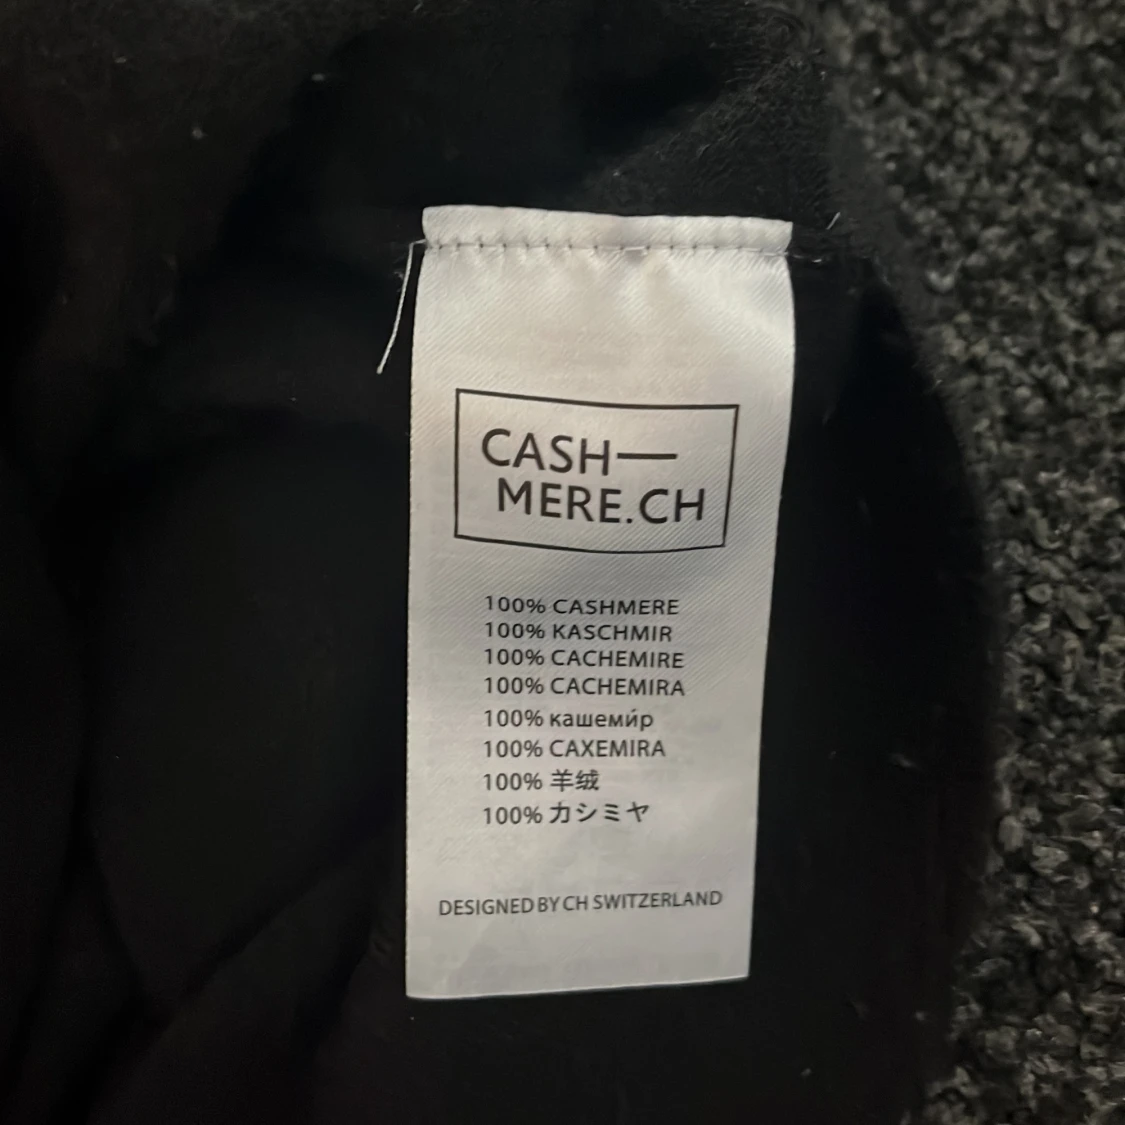 CASH—
MERE.CH
100% CASHMERE
100% KASCHMIR
100% CACHEMIRE
100% CACHEMIRA
100% кашеми́р
100% CAXEMIRA
100% 羊绒
100% カシミヤ
DESIGNED BY CH SWITZERLAND